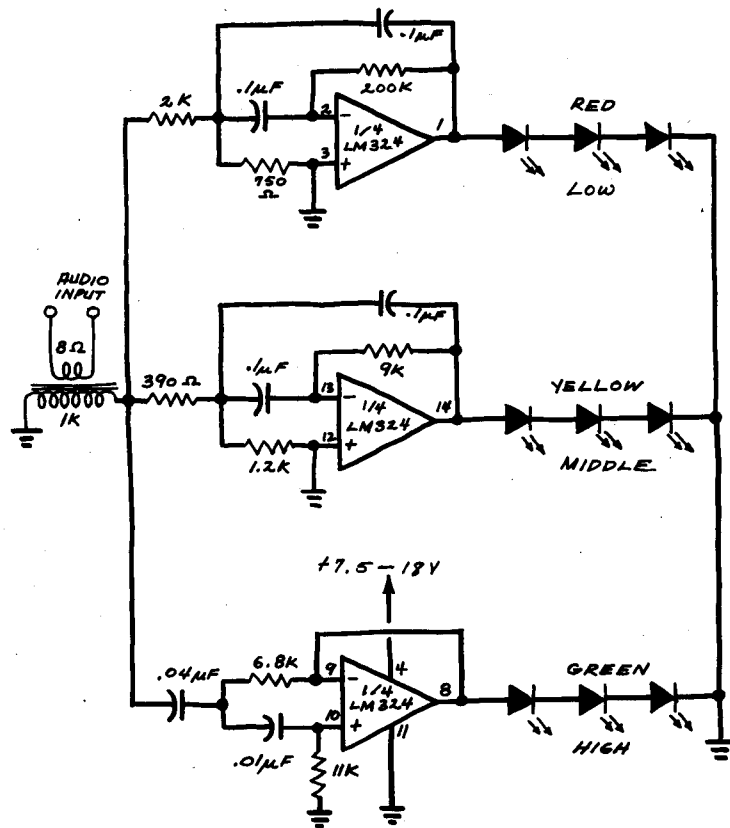 .1μF
.1μF
200K
2K
2
-
1
1/4
LM324
3
+
750
Ω
RED
LOW
AUDIO
INPUT
8Ω
1K
.1μF
.1μF
9K
390Ω
13
-
14
1/4
LM324
12
+
1.2K
YELLOW
MIDDLE
+7.5-18V
.04μF
6.8K
9
-
4
8
1/4
LM324
10
+
11
.01μF
11K
GREEN
HIGH